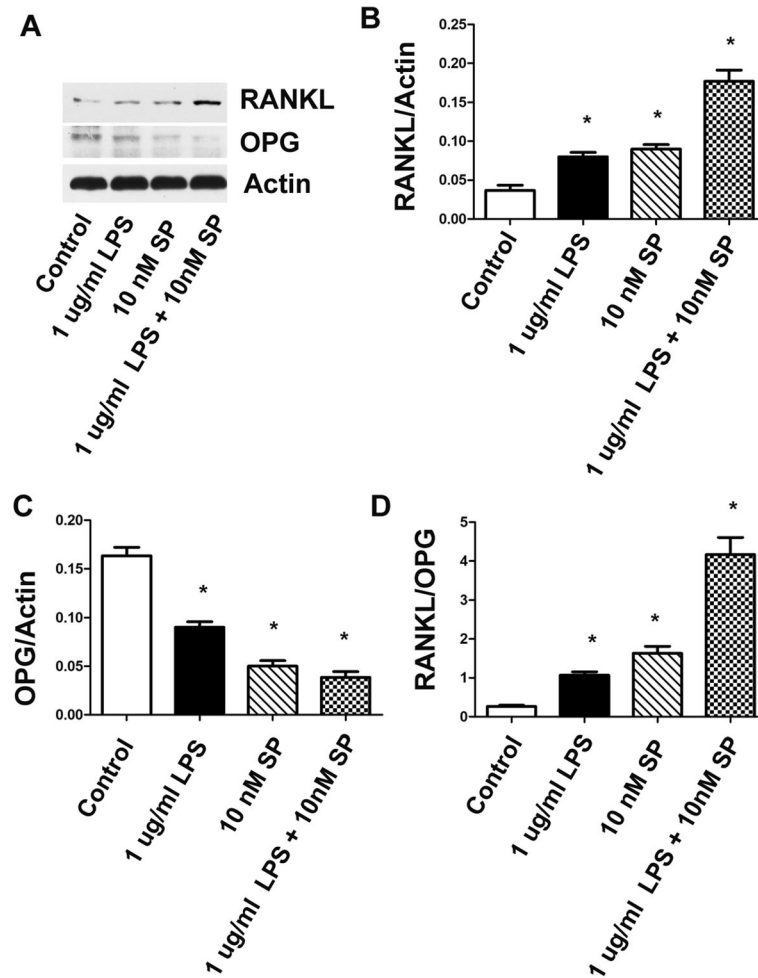 A
RANKL
OPG
Actin
Control
1 ug/ml LPS
10 nM SP
1 ug/ml  LPS + 10nM SP
B
RANKL/Actin
0.25
0.20
0.15
0.10
0.05
0.00
*
*
*
Control
1 ug/ml LPS
10 nM SP
1 ug/ml  LPS + 10nM SP
C
OPG/Actin
0.20
0.15
0.10
0.05
0.00
*
*
*
Control
1 ug/ml LPS
10 nM SP
1 ug/ml  LPS + 10nM SP
D
RANKL/OPG
5
4
3
2
1
0
*
*
*
Control
1 ug/ml LPS
10 nM SP
1 ug/ml  LPS + 10nM SP